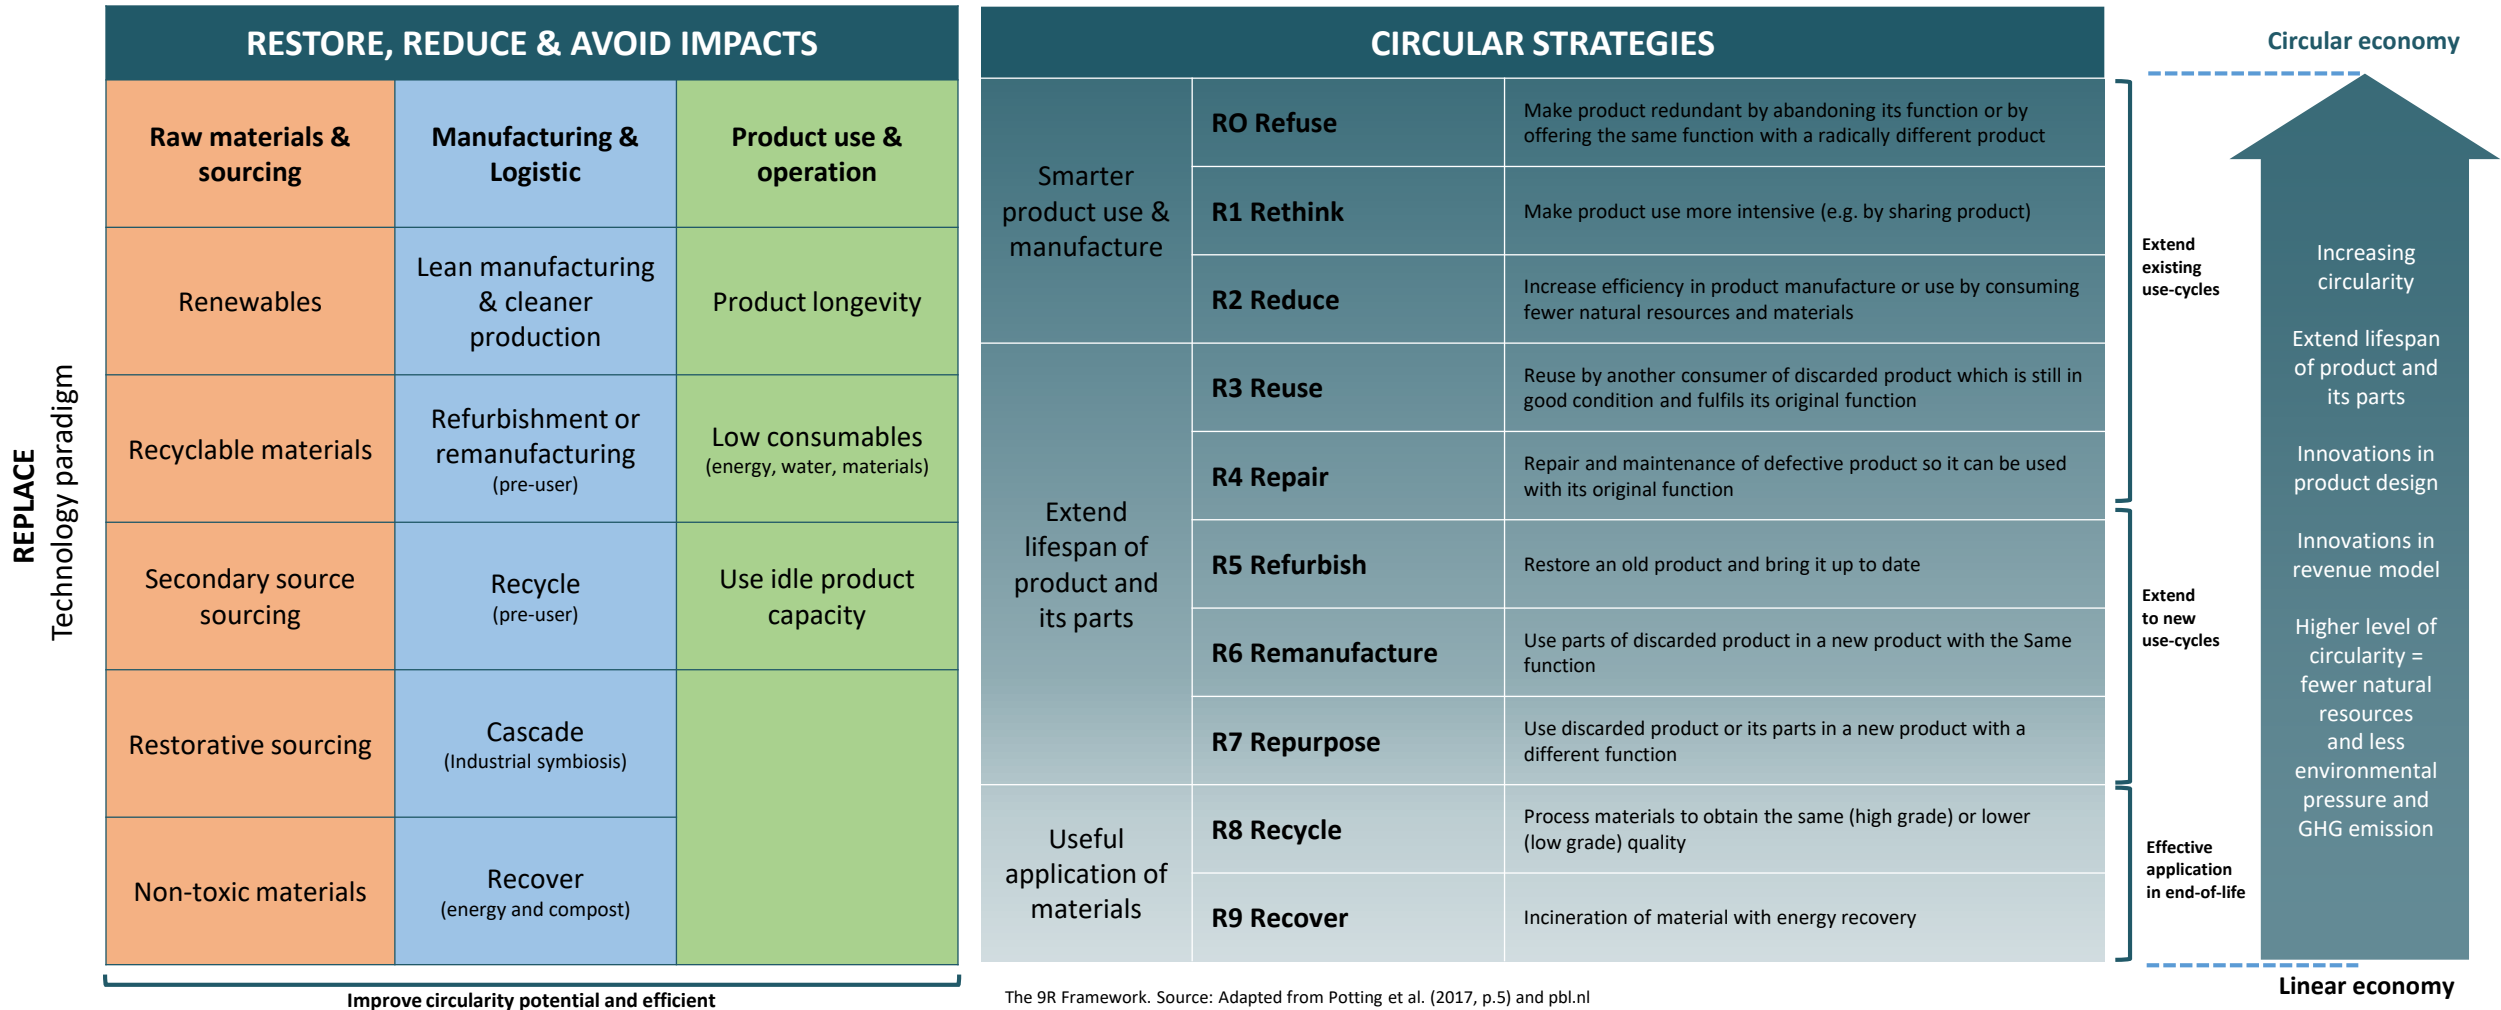 REPLACE
Technology paradigm
RESTORE, REDUCE & AVOID IMPACTS
Raw materials &
sourcing
Manufacturing &
Logistic
Product use &
operation
Renewables
Lean manufacturing
& cleaner
production
Product longevity
Recyclable materials
Refurbishment or
remanufacturing
(pre-user)
Low consumables
(energy, water, materials)
Secondary source
sourcing
Recycle
(pre-user)
Use idle product
capacity
Restorative sourcing
Cascade
(Industrial symbiosis)
Non-toxic materials
Recover
(energy and compost)
Improve circularity potential and efficient
CIRCULAR STRATEGIES
Smarter
product use &
manufacture
RO Refuse
Make product redundant by abandoning its function or by
offering the same function with a radically different product
R1 Rethink
Make product use more intensive (e.g. by sharing product)
R2 Reduce
Increase efficiency in product manufacture or use by consuming
fewer natural resources and materials
Extend
lifespan of
product and
its parts
R3 Reuse
Reuse by another consumer of discarded product which is still in
good condition and fulfils its original function
R4 Repair
Repair and maintenance of defective product so it can be used
with its original function
R5 Refurbish
Restore an old product and bring it up to date
R6 Remanufacture
Use parts of discarded product in a new product with the Same
function
R7 Repurpose
Use discarded product or its parts in a new product with a
different function
Useful
application of
materials
R8 Recycle
Process materials to obtain the same (high grade) or lower
(low grade) quality
R9 Recover
Incineration of material with energy recovery
The 9R Framework. Source: Adapted from Potting et al. (2017, p.5) and pbl.nl
Extend
existing
use-cycles
Extend
to new
use-cycles
Effective
application
in end-of-life
Circular economy
Increasing
circularity
Extend lifespan
of product and
its parts
Innovations in
product design
Innovations in
revenue model
Higher level of
circularity =
fewer natural
resources
and less
environmental
pressure and
GHG emission
Linear economy